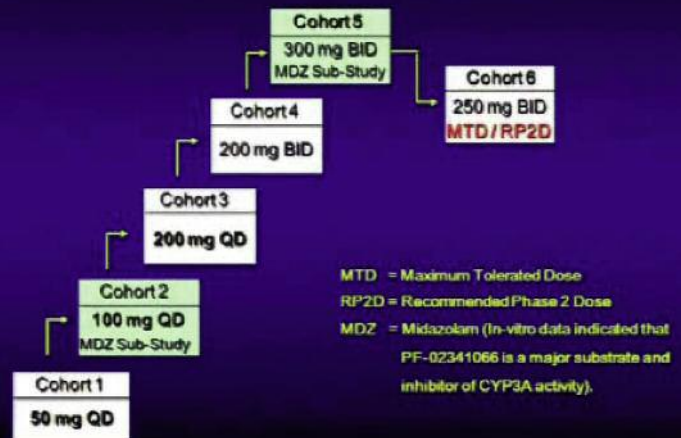 Cohort 5
300 mg BID
MDZ Sub-Study
Cohort 6
250 mg BID
MTD / RP2D
Cohort 4
200 mg BID
Cohort 3
200 mg QD
Cohort 2
100 mg QD
MDZ Sub-Study
Cohort 1
50 mg QD
MTD = Maximum Tolerated Dose
RP2D = Recommended Phase 2 Dose
MDZ = Midazolam (In-vitro data indicated that
PF-02341066 is a major substrate and
inhibitor of CYP3A activity).